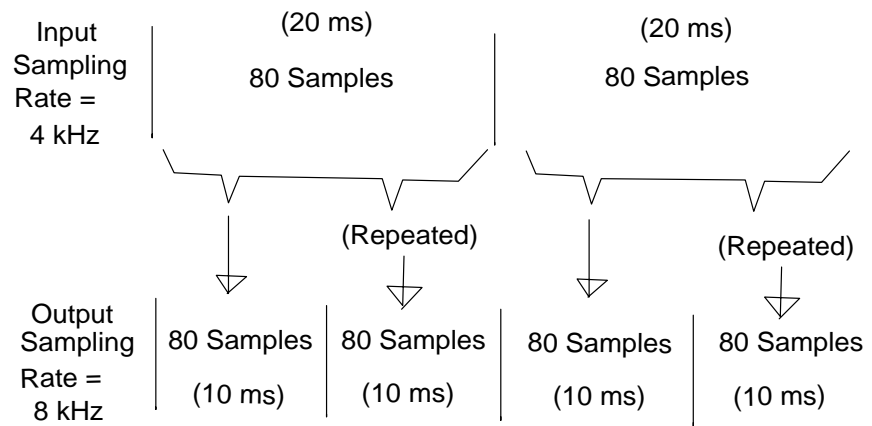 Input
Sampling
Rate =
4 kHz
(20 ms)
80 Samples
(20 ms)
80 Samples
(Repeated)
(Repeated)
Output
Sampling
Rate =
8 kHz
80 Samples
(10 ms)
80 Samples
(10 ms)
80 Samples
(10 ms)
80 Samples
(10 ms)